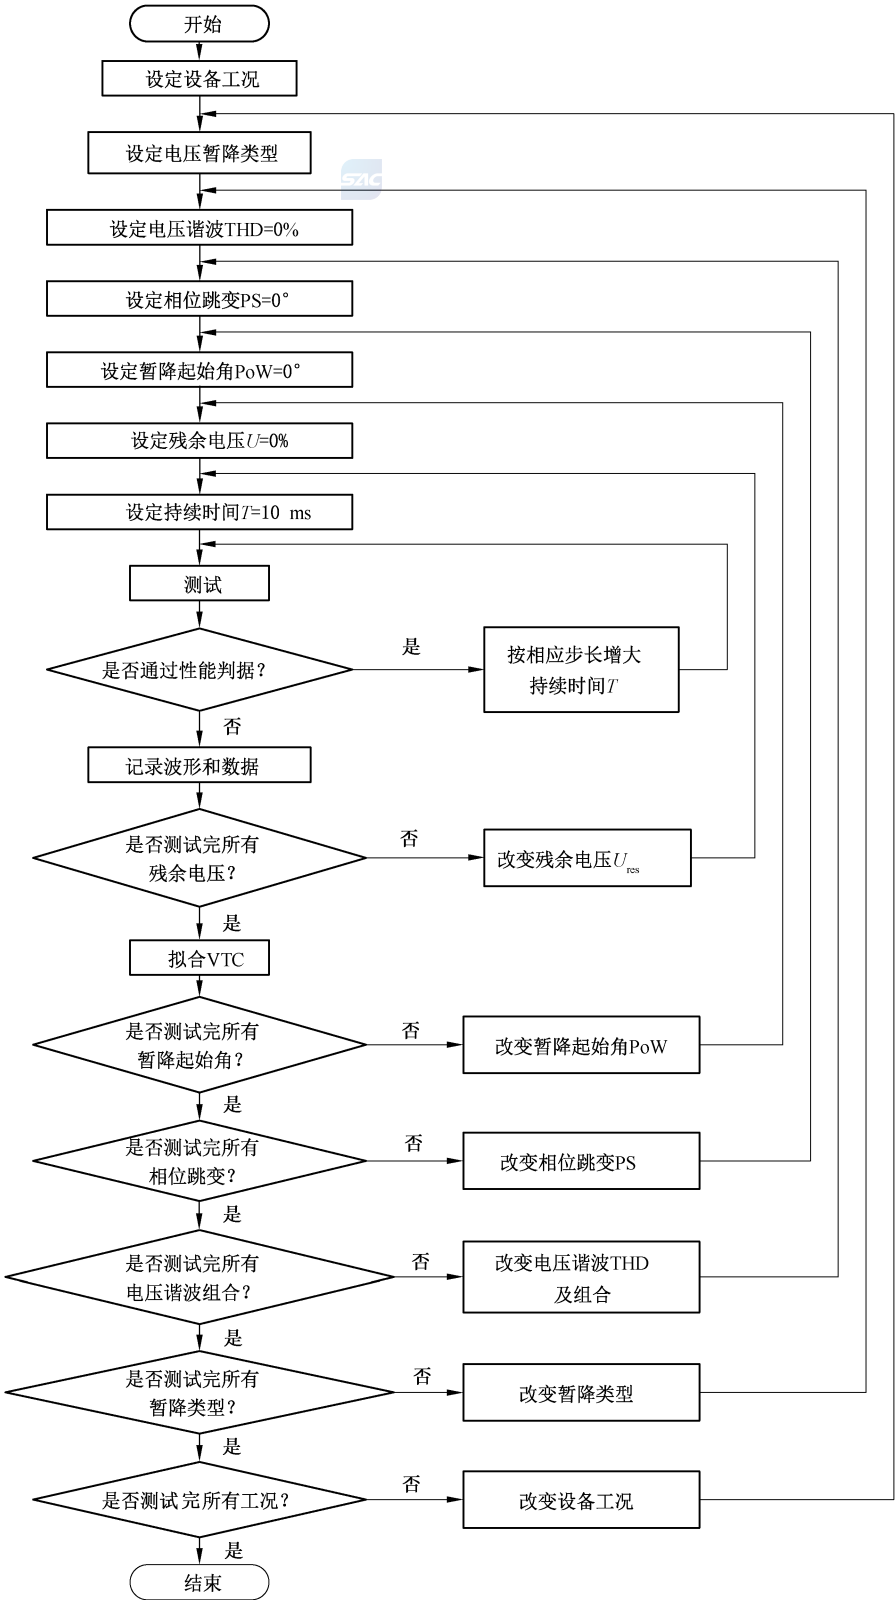 开始
设定设备工况
设定电压暂降类型
SAC
设定电压谐波THD=0%
设定相位跳变PS=0°
设定暂降起始角PoW=0°
设定残余电压U=0%
设定持续时间T=10 ms
测试
是否通过性能判据?
是
按相应步长增大
持续时间T
否
记录波形和数据
是否测试完所有
残余电压?
否
改变残余电压Ures
是
拟合VTC
是否测试完所有
暂降起始角?
否
改变暂降起始角PoW
是
是否测试完所有
相位跳变?
否
改变相位跳变PS
是
是否测试完所有
电压谐波组合?
否
改变电压谐波THD
及组合
是
是否测试完所有
暂降类型?
否
改变暂降类型
是
是否测试完所有工况?
否
改变设备工况
是
结束